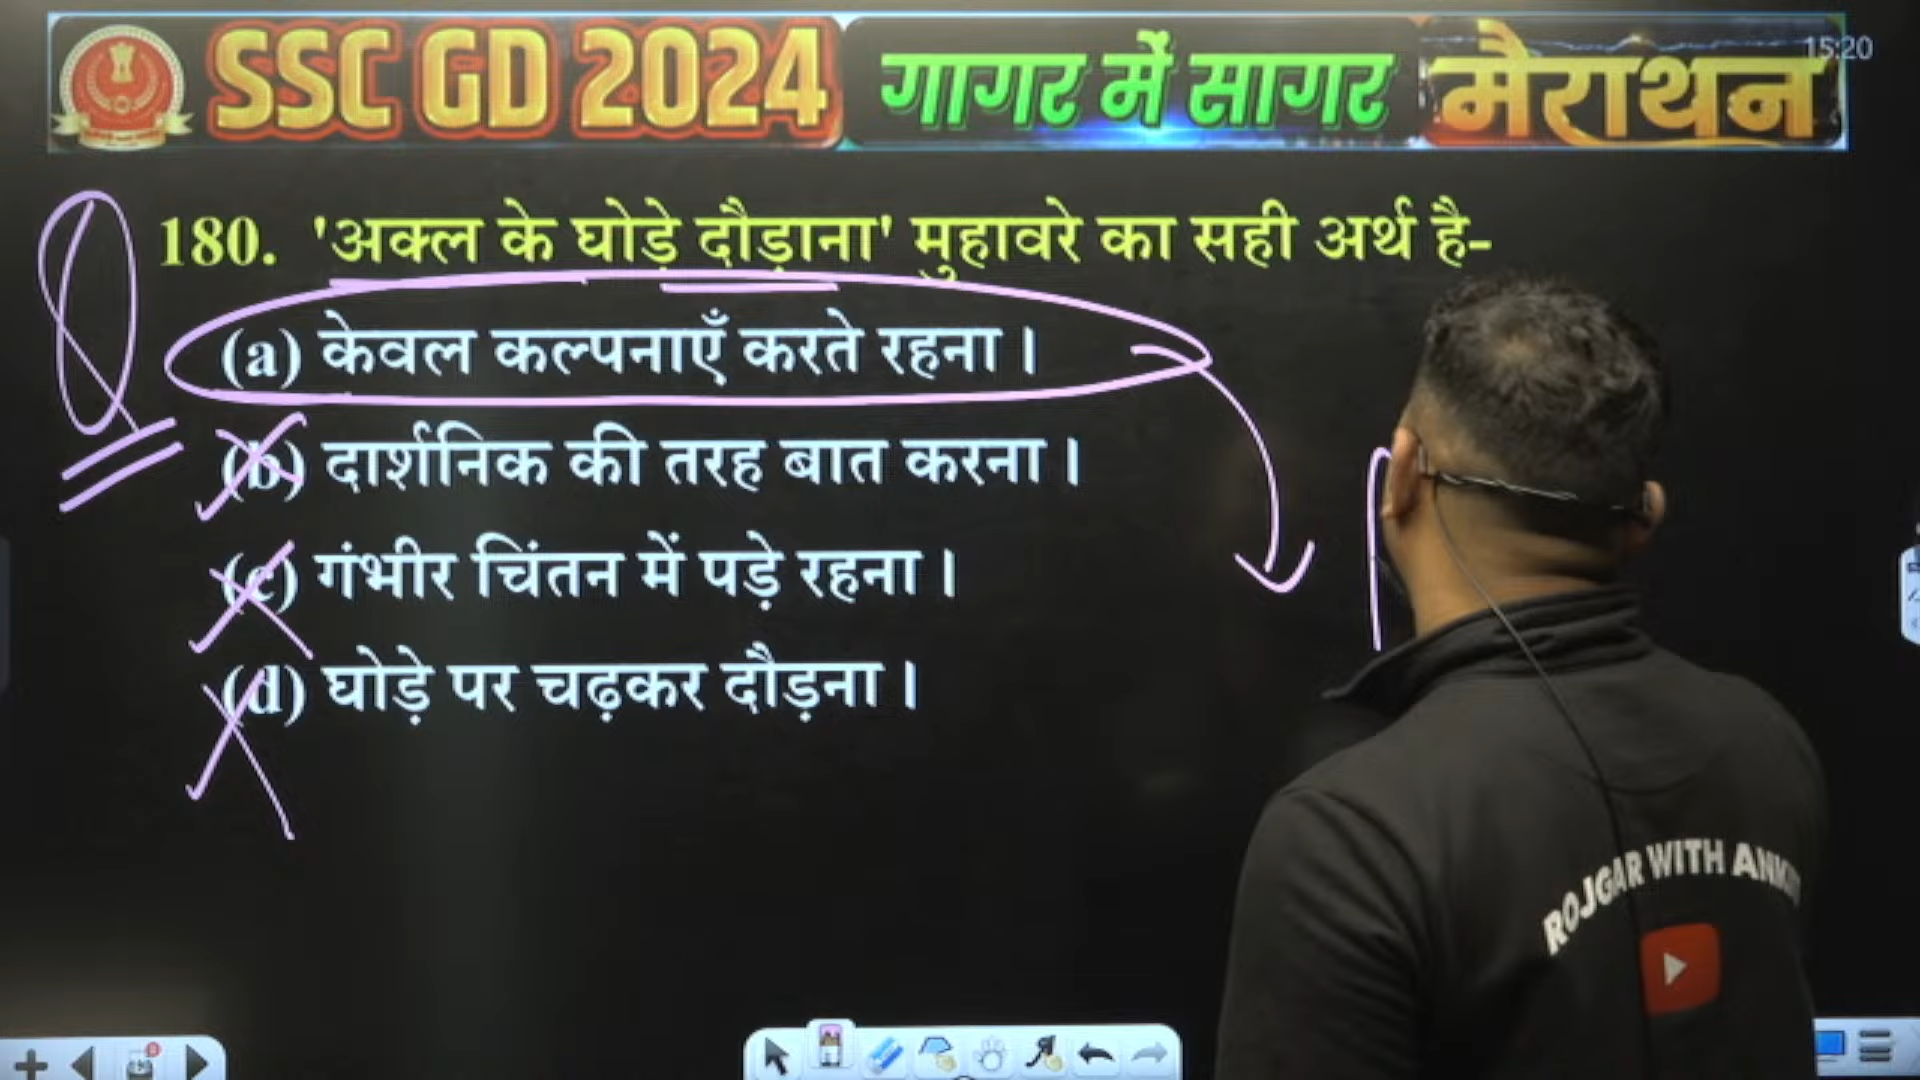 SSC GD 2024 गागर में सागर मैराथन
15:20
180. 'अक्ल के घोड़े दौड़ाना' मुहावरे का सही अर्थ है-
(a) केवल कल्पनाएँ करते रहना।
(b) दार्शनिक की तरह बात करना।
(c) गंभीर चिंतन में पड़े रहना।
(d) घोड़े पर चढ़कर दौड़ना।
ROJGAR WITH